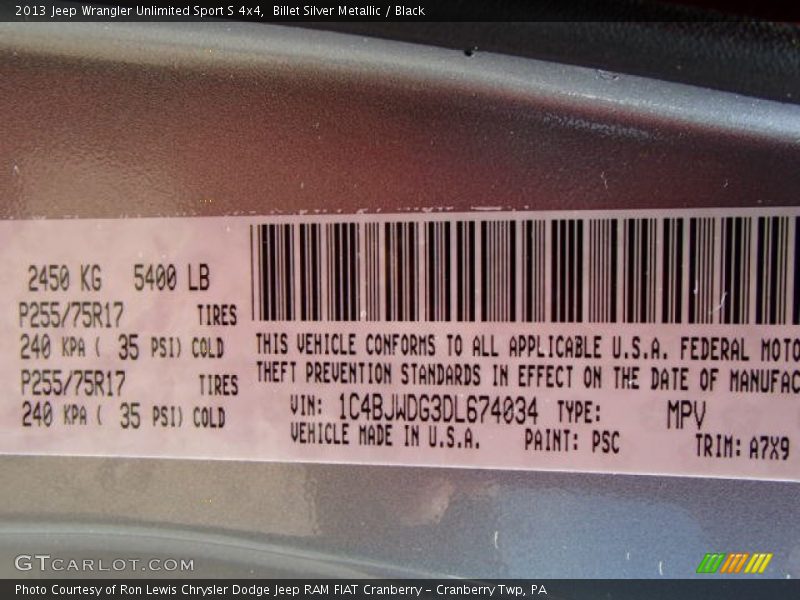 2013 Jeep Wrangler Unlimited Sport S 4x4, Billet Silver Metallic / Black
2450 KG 5400 LB
P255/75R17 TIRES
240 KPA ( 35 PSI) COLD
P255/75R17 TIRES
240 KPA ( 35 PSI) COLD
THIS VEHICLE CONFORMS TO ALL APPLICABLE U.S.A. FEDERAL MOTO
THEFT PREVENTION STANDARDS IN EFFECT ON THE DATE OF MANUFAC
VIN: 1C4BJWDG3DL674034 TYPE: MPV
VEHICLE MADE IN U.S.A. PAINT: PSC TRIM: A7X9
GTCARLOT.COM
Photo Courtesy of Ron Lewis Chrysler Dodge Jeep RAM FIAT Cranberry - Cranberry Twp, PA